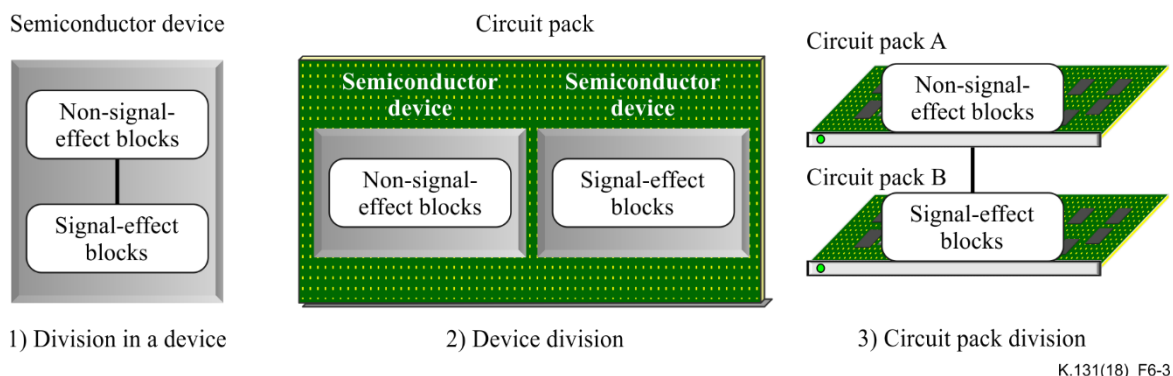 Semiconductor device
Non-signal-
effect blocks
Signal-effect
blocks
1) Division in a device
Circuit pack
Semiconductor
device
Non-signal-
effect blocks
Semiconductor
device
Signal-effect
blocks
2) Device division
Circuit pack A
Non-signal-
effect blocks
Circuit pack B
Signal-effect
blocks
3) Circuit pack division
K.131(18)_F6-3